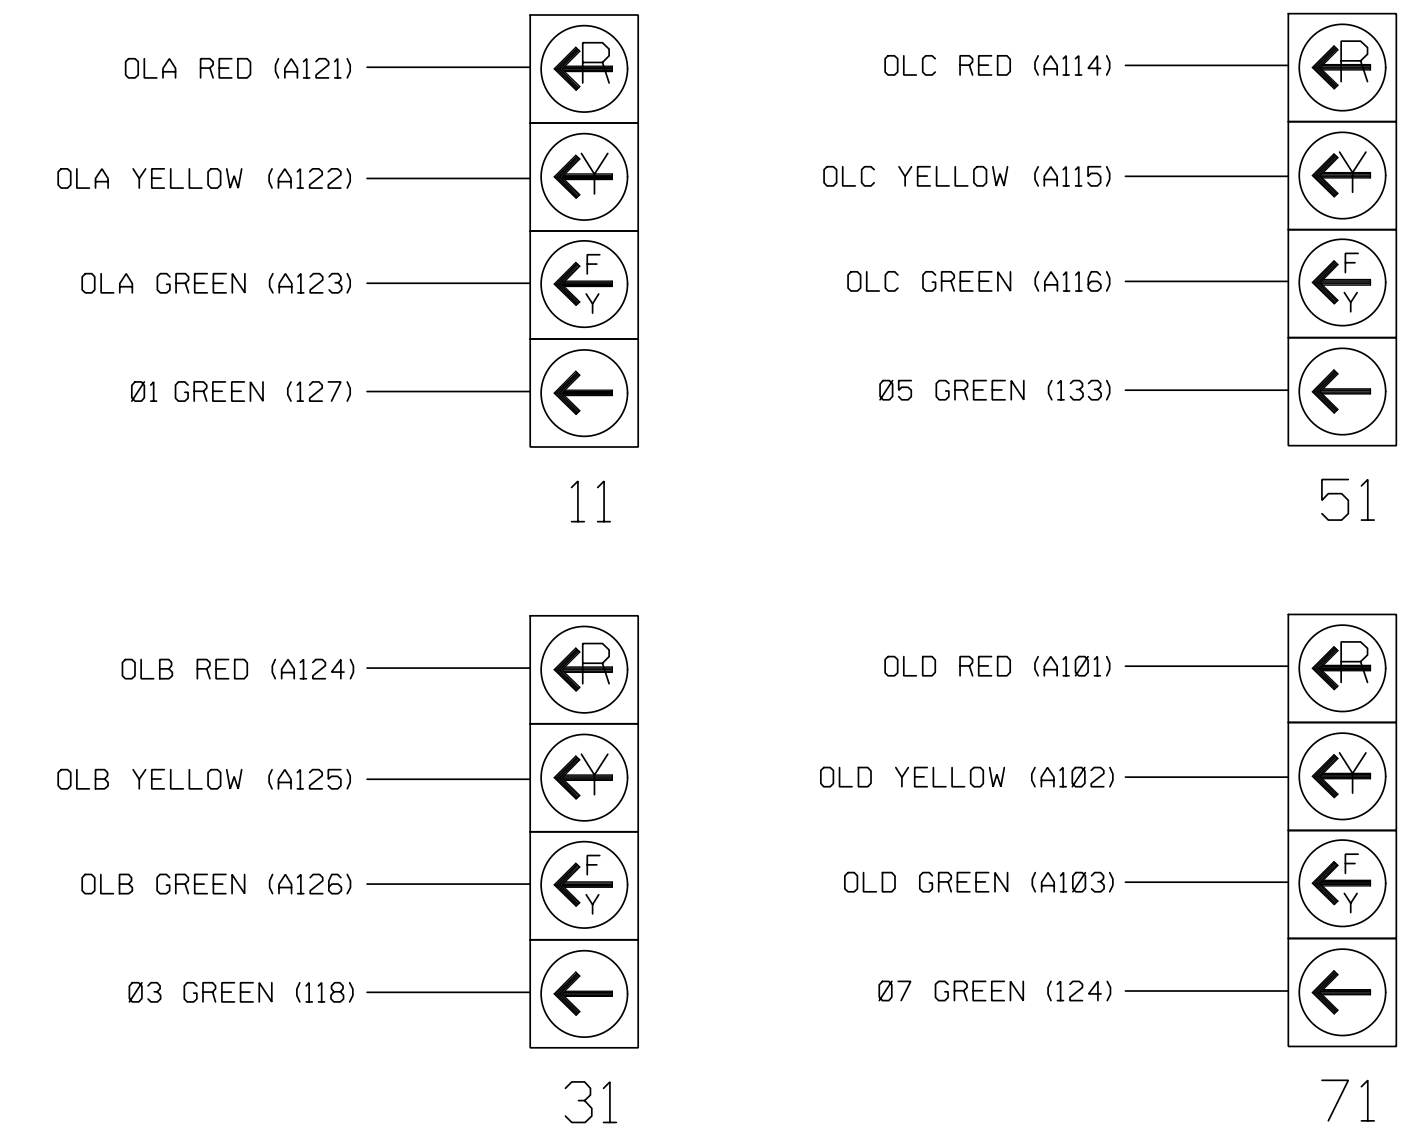 OLA RED (A121)
R
OLA YELLOW (A122)
Y
OLA GREEN (A123)
F
Y
Ø1 GREEN (127)
11
OLC RED (A114)
R
OLC YELLOW (A115)
Y
OLC GREEN (A116)
F
Y
Ø5 GREEN (133)
51
OLB RED (A124)
R
OLB YELLOW (A125)
Y
OLB GREEN (A126)
F
Y
Ø3 GREEN (118)
31
OLD RED (A1Ø1)
R
OLD YELLOW (A1Ø2)
Y
OLD GREEN (A1Ø3)
F
Y
Ø7 GREEN (124)
71